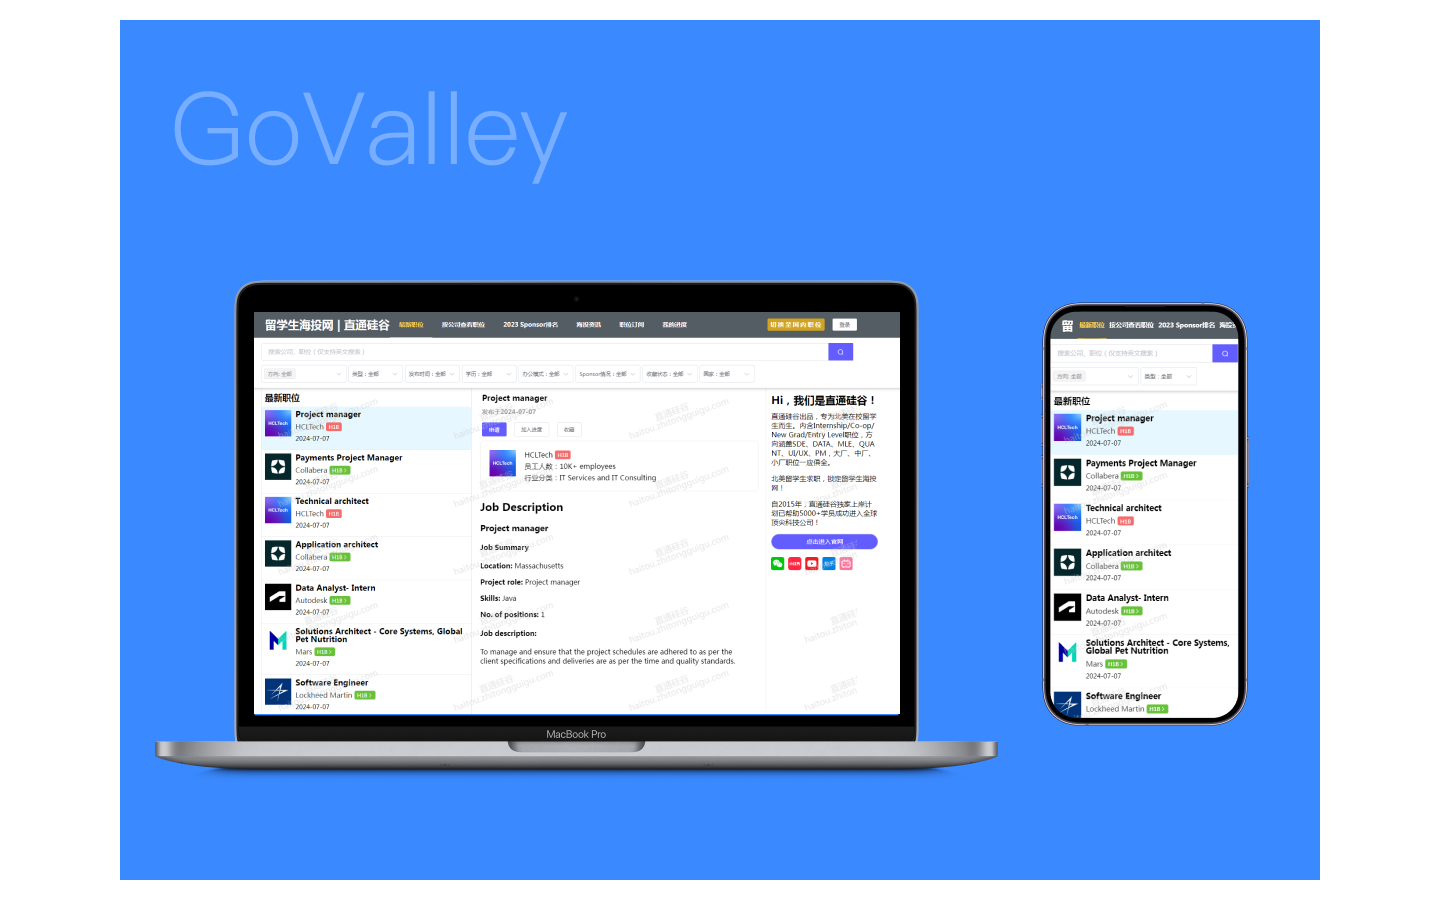 GoValley
留学生海投网 | 直通硅谷
最新职位
按公司查看职位
2023 Sponsor排名
海投资讯
职位订阅
我的进度
切换至国内职位
登录
搜索公司、职位（仅支持英文搜索）
方向: 全部
类型：全部
发布时间：全部
学历：全部
办公模式：全部
Sponsor情况：全部
收藏状态：全部
国家：全部
最新职位
Project manager
HCLTech H1B
2024-07-07
Payments Project Manager
Collabera H1B >
2024-07-07
Technical architect
HCLTech H1B
2024-07-07
Application architect
Collabera H1B >
2024-07-07
Data Analyst- Intern
Autodesk H1B >
2024-07-07
Solutions Architect - Core Systems, Global
Pet Nutrition
Mars H1B >
2024-07-07
Software Engineer
Lockheed Martin H1B >
2024-07-07
Project manager
发布于2024-07-07
申请
加入进度
收藏
HCLTech
HCLTech H1B
员工人数：10K+ employees
行业分类：IT Services and IT Consulting
Job Description
Project manager
Job Summary
Location: Massachusetts
Project role: Project manager
Skills: Java
No. of positions: 1
Job description:
To manage and ensure that the project schedules are adhered to as per the
client specifications and deliveries are as per the time and quality standards.
直通硅谷
haitou.zhitongguigu.com
Hi，我们是直通硅谷！
直通硅谷出品，专为北美在校留学
生而生。内含Internship/Co-op/
New Grad/Entry Level职位，方
向涵盖SDE、DATA、MLE、QUA
NT、UI/UX、PM，大厂、中厂、
小厂职位一应俱全。
北美留学生求职，锁定留学生海投
网！
自2015年，直通硅谷独家上岸计
划已帮助5000+学员成功进入全球
顶尖科技公司！
点击进入官网
MacBook Pro
留
最新职位 按公司查看职位 2023 Sponsor排名 海投
搜索公司、职位（仅支持英文搜索）
方向: 全部
类型：全部
最新职位
Project manager
HCLTech H1B
2024-07-07
Payments Project Manager
Collabera H1B >
2024-07-07
Technical architect
HCLTech H1B
2024-07-07
Application architect
Collabera H1B >
2024-07-07
Data Analyst- Intern
Autodesk H1B >
2024-07-07
Solutions Architect - Core Systems,
Global Pet Nutrition
Mars H1B >
2024-07-07
Software Engineer
Lockheed Martin H1B >